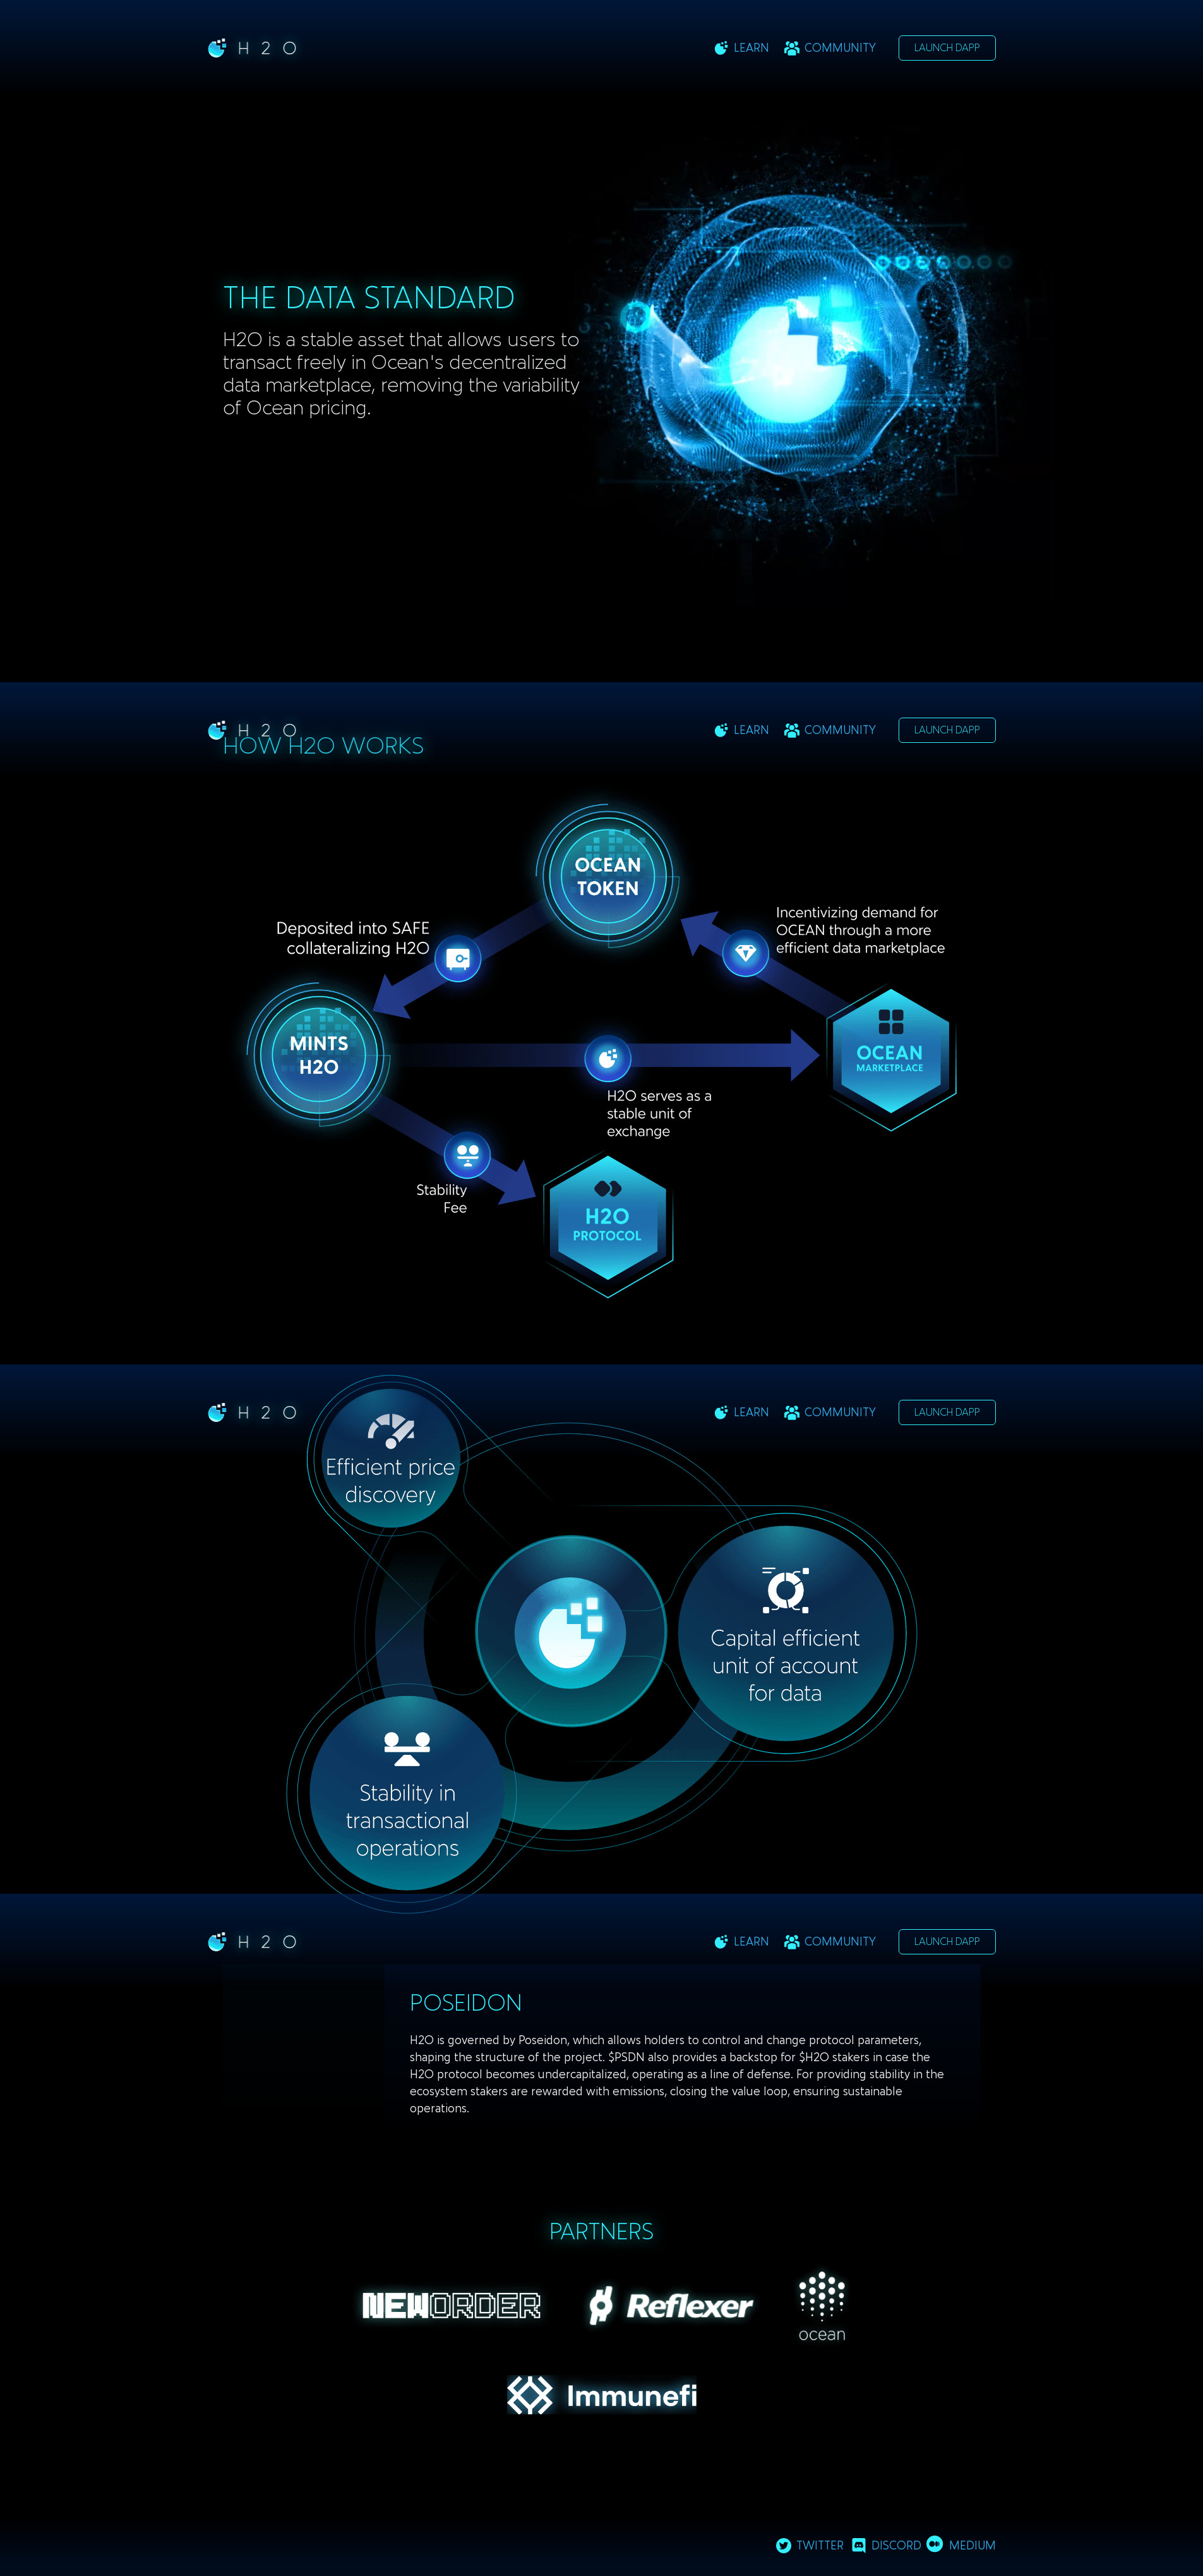 H 2 O
LEARN
COMMUNITY
LAUNCH DAPP
THE DATA STANDARD
H2O is a stable asset that allows users to
transact freely in Ocean's decentralized
data marketplace, removing the variability
of Ocean pricing.
H 2 O
LEARN
COMMUNITY
LAUNCH DAPP
HOW H2O WORKS
OCEAN
TOKEN
Deposited into SAFE
collateralizing H2O
Incentivizing demand for
OCEAN through a more
efficient data marketplace
MINTS
H2O
OCEAN
MARKETPLACE
H2O serves as a
stable unit of
exchange
Stability
Fee
H2O
PROTOCOL
H 2 O
LEARN
COMMUNITY
LAUNCH DAPP
Efficient price
discovery
Capital efficient
unit of account
for data
Stability in
transactional
operations
H 2 O
LEARN
COMMUNITY
LAUNCH DAPP
POSEIDON
H2O is governed by Poseidon, which allows holders to control and change protocol parameters,
shaping the structure of the project. $PSDN also provides a backstop for $H2O stakers in case the
H2O protocol becomes undercapitalized, operating as a line of defense. For providing stability in the
ecosystem stakers are rewarded with emissions, closing the value loop, ensuring sustainable
operations.
PARTNERS
NEWORDER
Reflexer
ocean
Immunefi
TWITTER
DISCORD
MEDIUM